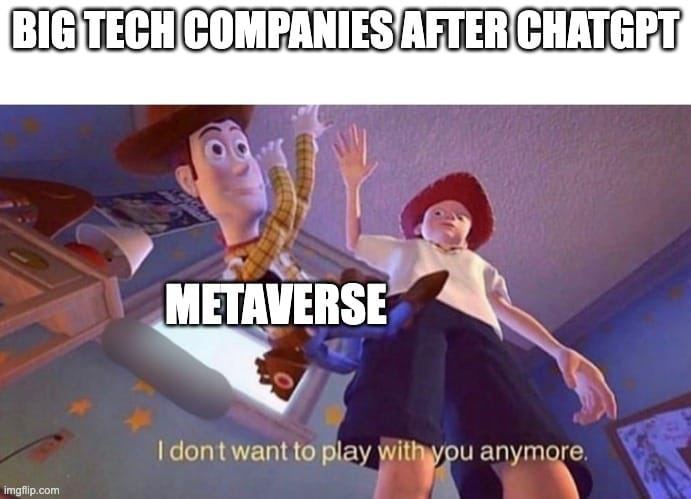 BIG TECH COMPANIES AFTER CHATGPT
METAVERSE
I don't want to play with you anymore.
imgflip.com